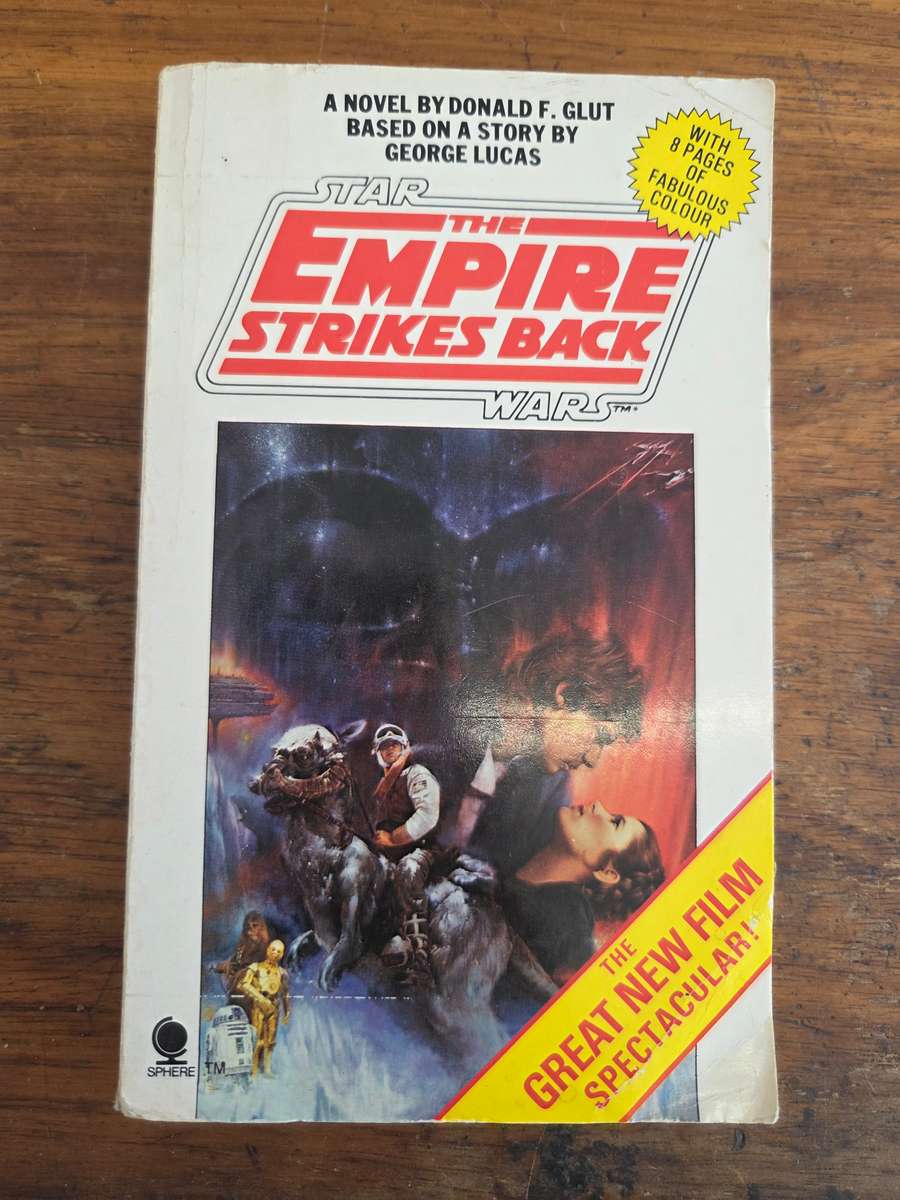 A NOVEL BY DONALD F. GLUT
BASED ON A STORY BY
GEORGE LUCAS
WITH
8 PAGES
OF
FABULOUS
COLOUR
STAR
THE
EMPIRE
STRIKES BACK
WARS™
THE
GREAT NEW FILM
SPECTACULAR!
SPHERE
TM